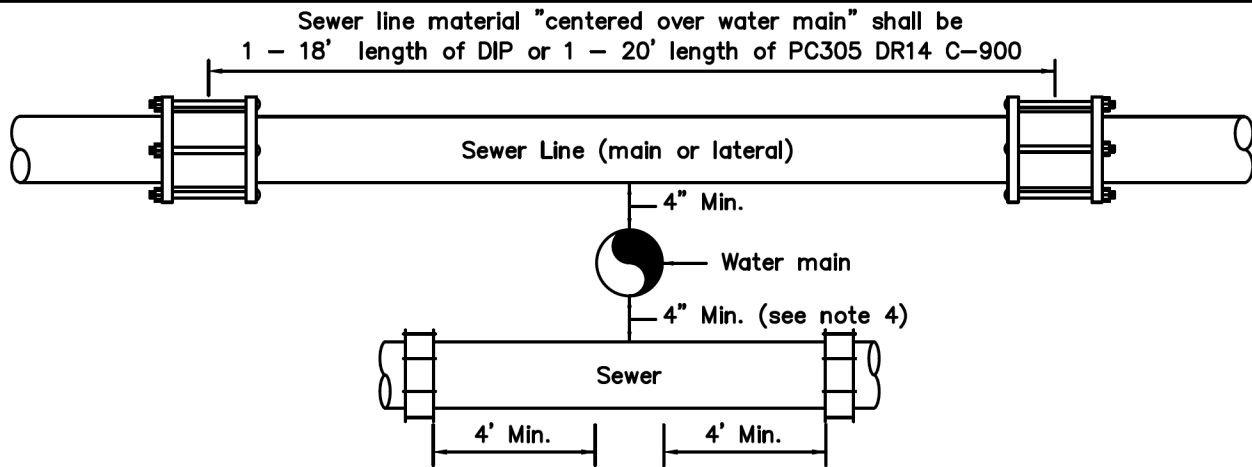 Sewer line material "centered over water main" shall be
1 - 18' length of DIP or 1 - 20' length of PC305 DR14 C-900
Sewer Line (main or lateral)
4" Min.
Water main
4" Min. (see note 4)
Sewer
4' Min.
4' Min.